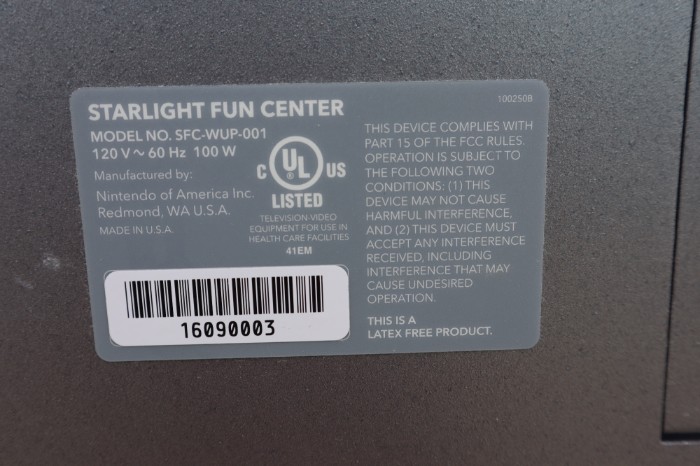 STARLIGHT FUN CENTER
MODEL NO. SFC-WUP-001
120 V ~ 60 Hz 100 W
Manufactured by:
Nintendo of America Inc.
Redmond, WA U.S.A.
MADE IN U.S.A.
C UL US
LISTED
TELEVISION-VIDEO
EQUIPMENT FOR USE IN
HEALTH CARE FACILITIES
41EM
16090003
100250B
THIS DEVICE COMPLIES WITH
PART 15 OF THE FCC RULES.
OPERATION IS SUBJECT TO
THE FOLLOWING TWO
CONDITIONS: (1) THIS
DEVICE MAY NOT CAUSE
HARMFUL INTERFERENCE,
AND (2) THIS DEVICE MUST
ACCEPT ANY INTERFERENCE
RECEIVED, INCLUDING
INTERFERENCE THAT MAY
CAUSE UNDESIRED
OPERATION.
THIS IS A
LATEX FREE PRODUCT.